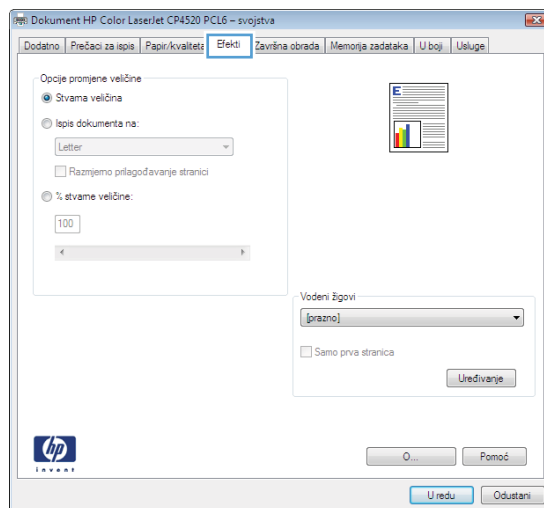 Dokument HP Color LaserJet CP4520 PCL6 – svojstva
Dodatno Prečaci za ispis Papir/kvaliteta Efekti Završna obrada Memorija zadataka U boji Usluge
Opcije promjene veličine
Stvarna veličina
Ispis dokumenta na:
Letter
Razmjerno prilagođavanje stranici
% stvarne veličine:
100
E
Vodeni žigovi
[prazno]
Samo prva stranica
Uređivanje
hp
invent
O...
Pomoć
U redu
Odustani